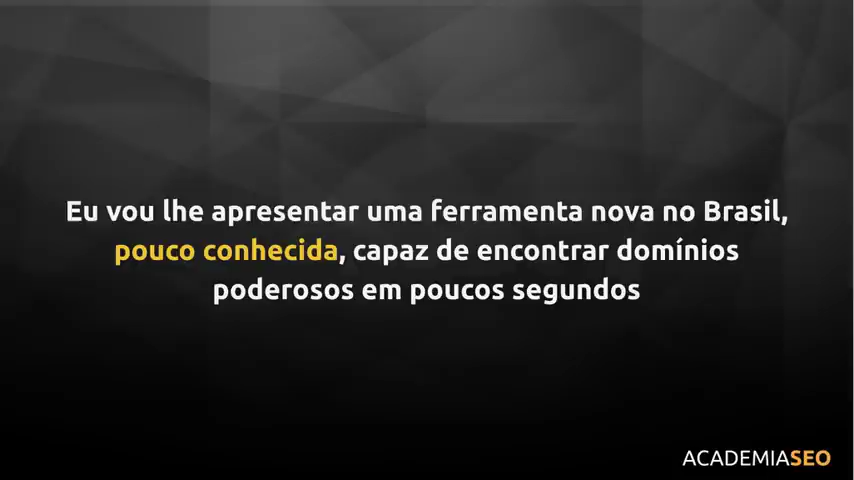 Eu vou lhe apresentar uma ferramenta nova no Brasil,
pouco conhecida, capaz de encontrar domínios
poderosos em poucos segundos
ACADEMIASEO